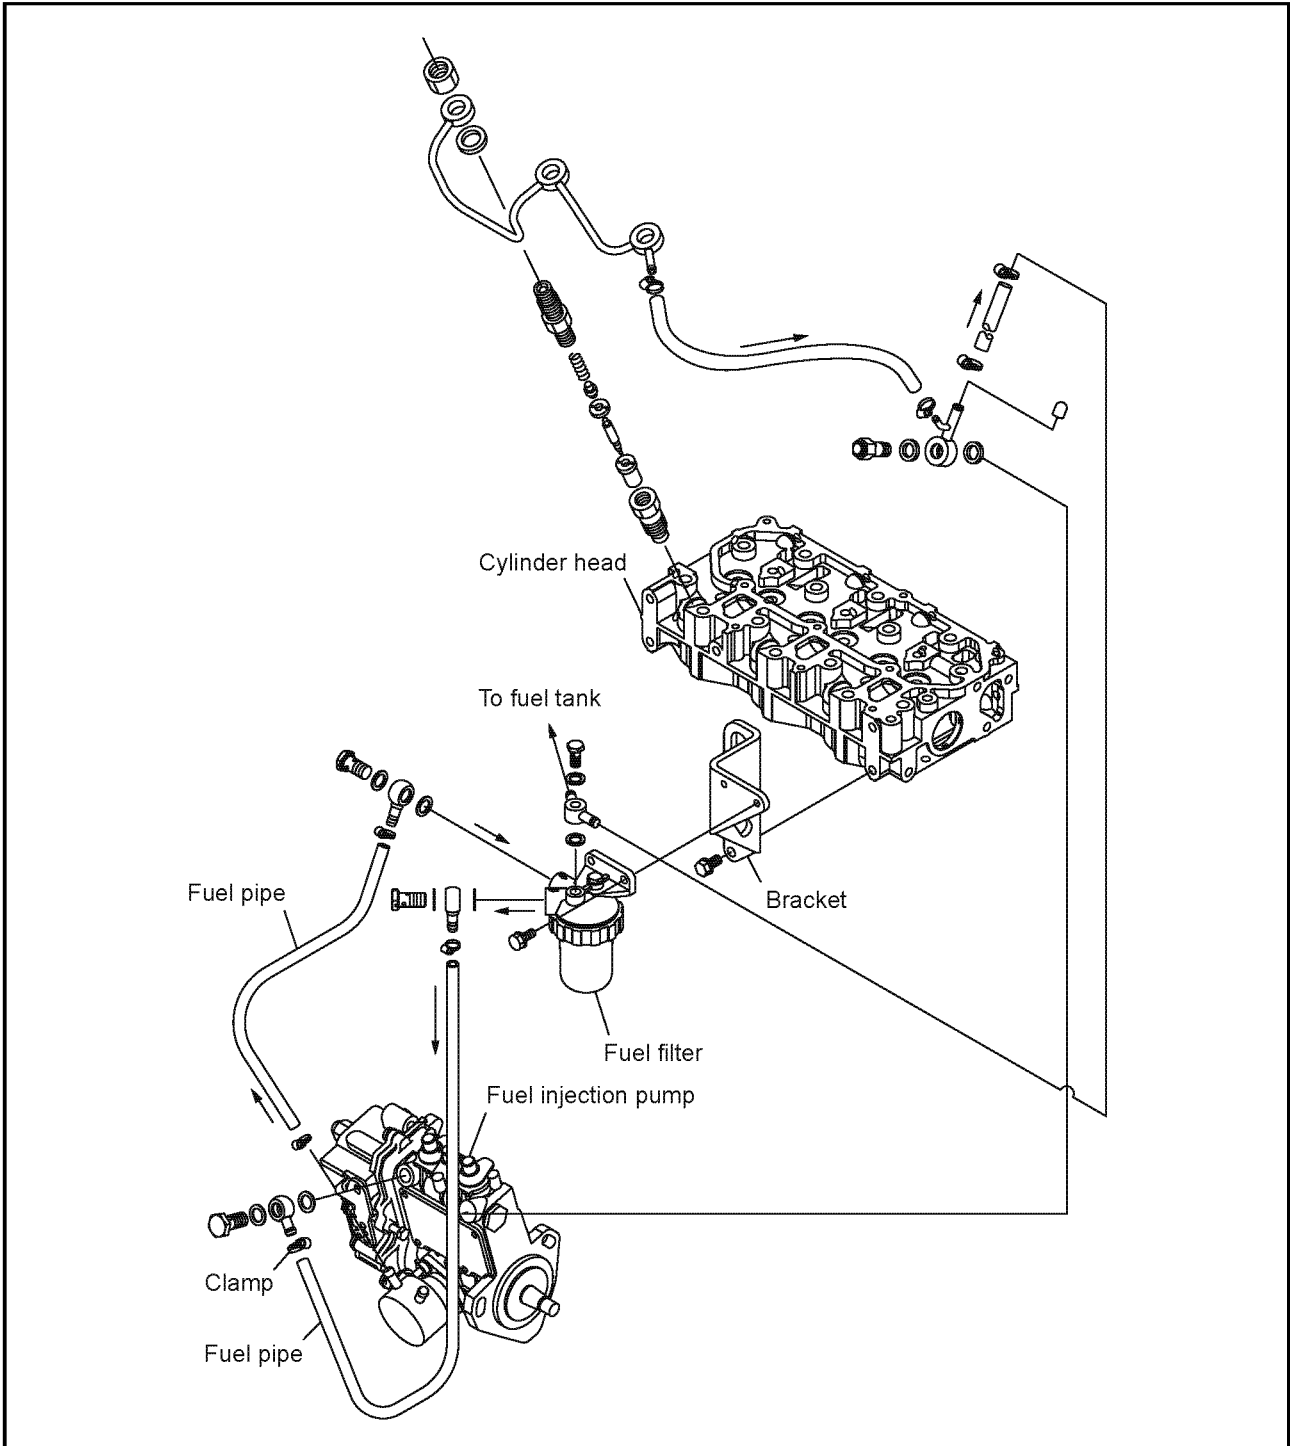 Cylinder head
To fuel tank
Fuel pipe
Bracket
Fuel filter
Fuel injection pump
Clamp
Fuel pipe